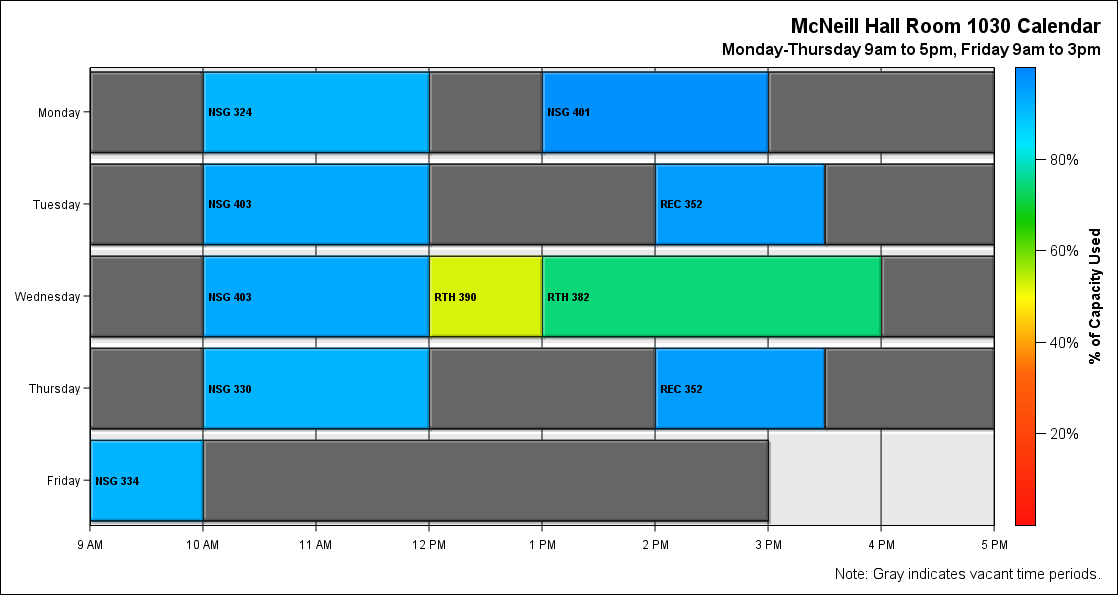 McNeill Hall Room 1030 Calendar
Monday-Thursday 9am to 5pm, Friday 9am to 3pm
Monday
NSG 324
NSG 401
80%
Tuesday
NSG 403
REC 352
60%
Wednesday
NSG 403
RTH 390
RTH 382
% of Capacity Used
40%
Thursday
NSG 330
REC 352
20%
Friday
NSG 334
9 AM
10 AM
11 AM
12 PM
1 PM
2 PM
3 PM
4 PM
5 PM
Note: Gray indicates vacant time periods.